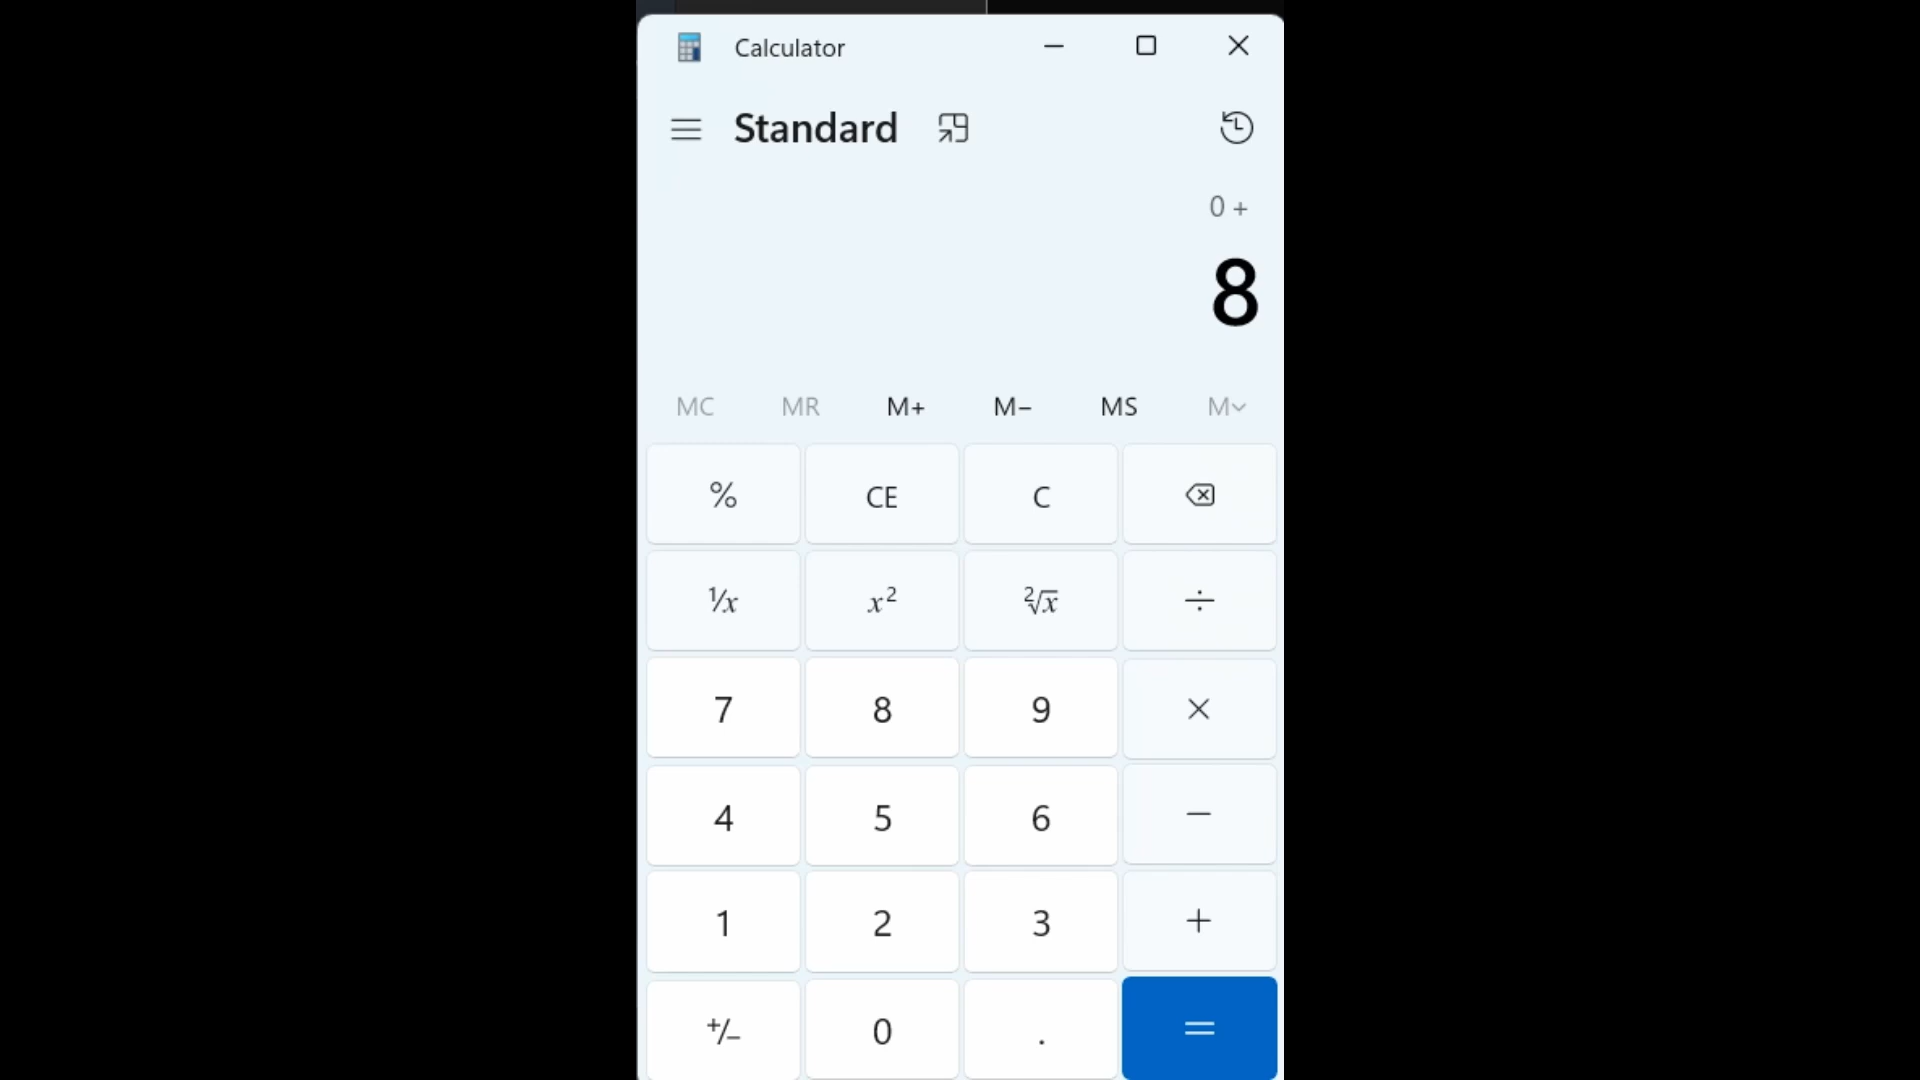 Calculator
Standard
0 +
8
MC MR M+ M− MS M
% CE C
¹/x x² ²√x ÷
7 8 9 ×
4 5 6 −
1 2 3 +
+/− 0 . =